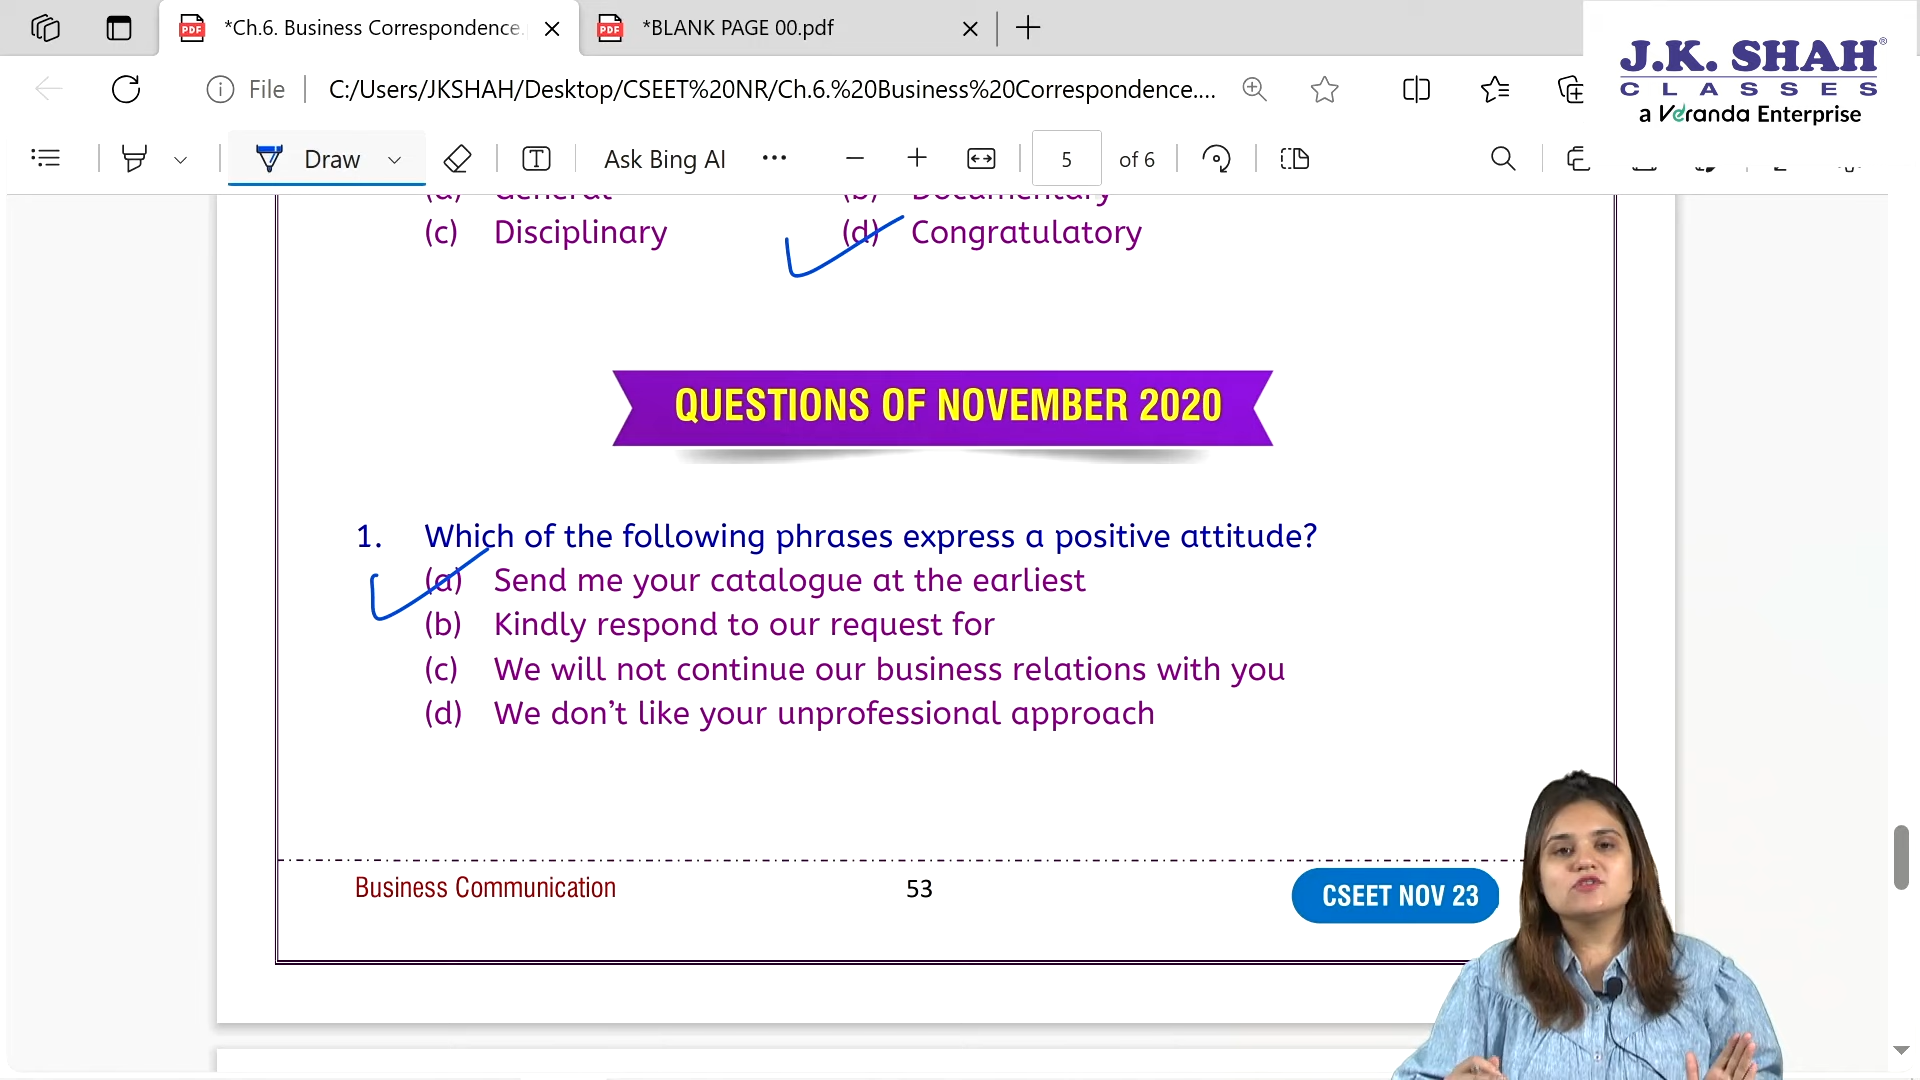 *Ch.6. Business Correspondence.
*BLANK PAGE 00.pdf
File
C:/Users/JKSHAH/Desktop/CSEET%20NR/Ch.6.%20Business%20Correspondence....
J.K. SHAH®
CLASSES
a Veranda Enterprise
Draw
Ask Bing AI
5
of 6
(a) General (b) Documentary
(c) Disciplinary (d) Congratulatory
QUESTIONS OF NOVEMBER 2020
1. Which of the following phrases express a positive attitude?
(a) Send me your catalogue at the earliest
(b) Kindly respond to our request for
(c) We will not continue our business relations with you
(d) We don't like your unprofessional approach
Business Communication
53
CSEET NOV 23